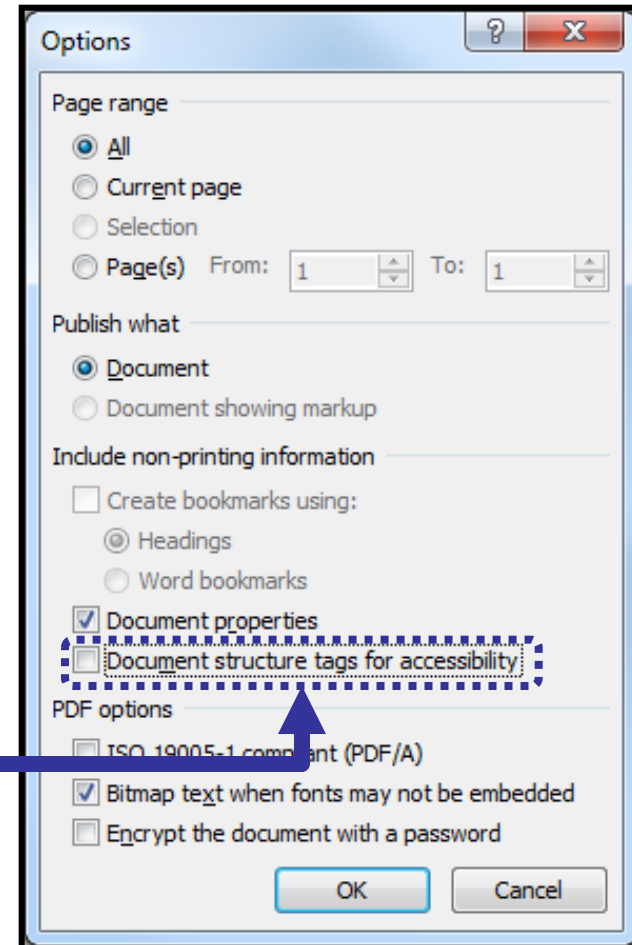 Options
Page range
All
Current page
Selection
Page(s) From: 1 To: 1
Publish what
Document
Document showing markup
Include non-printing information
Create bookmarks using:
Headings
Word bookmarks
Document properties
Document structure tags for accessibility
PDF options
ISO 19005-1 compliant (PDF/A)
Bitmap text when fonts may not be embedded
Encrypt the document with a password
OK Cancel